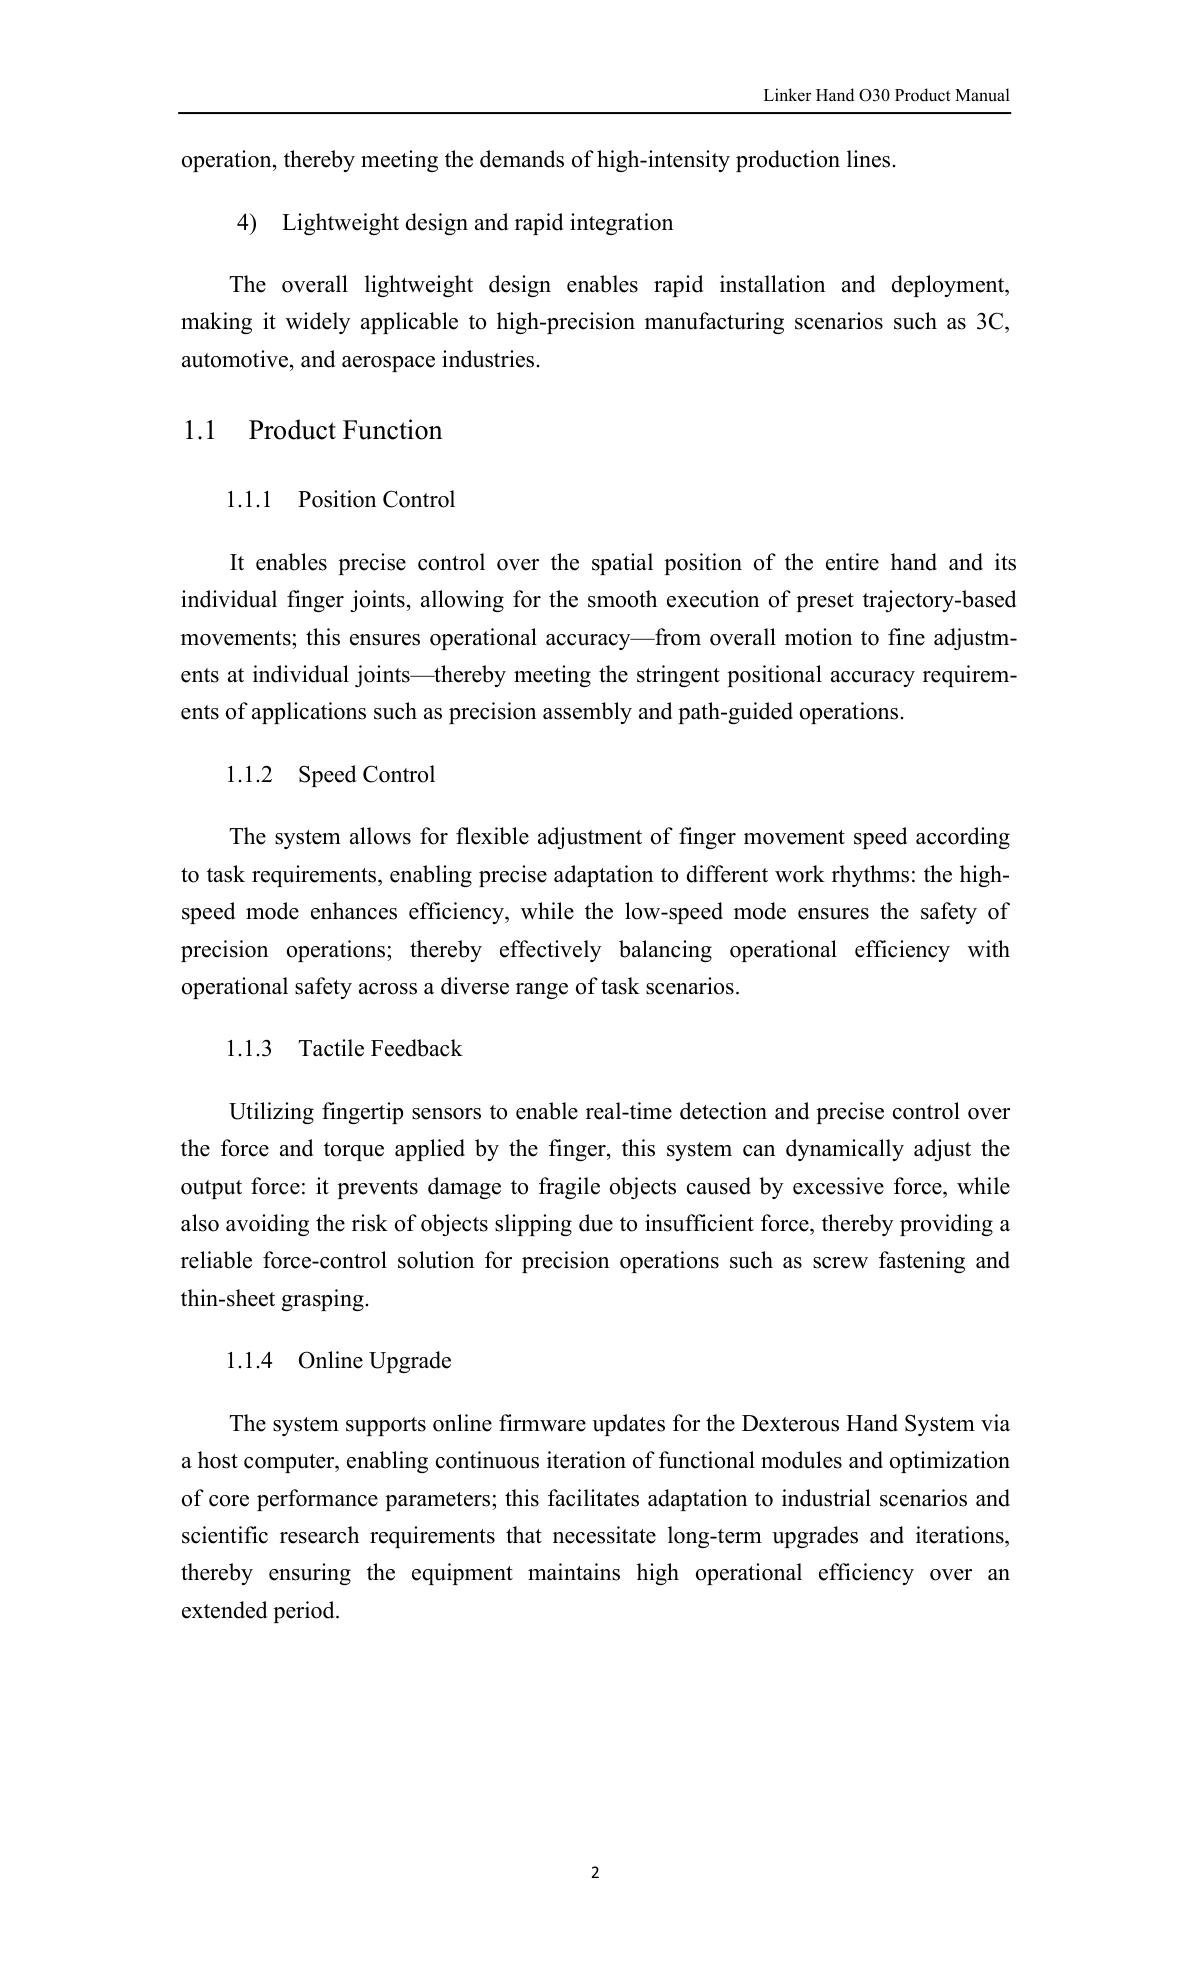 Linker Hand O30 Product Manual
operation, thereby meeting the demands of high-intensity production lines.
4) Lightweight design and rapid integration
The overall lightweight design enables rapid installation and deployment,
making it widely applicable to high-precision manufacturing scenarios such as 3C,
automotive, and aerospace industries.
1.1 Product Function
1.1.1 Position Control
It enables precise control over the spatial position of the entire hand and its
individual finger joints, allowing for the smooth execution of preset trajectory-based
movements; this ensures operational accuracy—from overall motion to fine adjustm-
ents at individual joints—thereby meeting the stringent positional accuracy requirem-
ents of applications such as precision assembly and path-guided operations.
1.1.2 Speed Control
The system allows for flexible adjustment of finger movement speed according
to task requirements, enabling precise adaptation to different work rhythms: the high-
speed mode enhances efficiency, while the low-speed mode ensures the safety of
precision operations; thereby effectively balancing operational efficiency with
operational safety across a diverse range of task scenarios.
1.1.3 Tactile Feedback
Utilizing fingertip sensors to enable real-time detection and precise control over
the force and torque applied by the finger, this system can dynamically adjust the
output force: it prevents damage to fragile objects caused by excessive force, while
also avoiding the risk of objects slipping due to insufficient force, thereby providing a
reliable force-control solution for precision operations such as screw fastening and
thin-sheet grasping.
1.1.4 Online Upgrade
The system supports online firmware updates for the Dexterous Hand System via
a host computer, enabling continuous iteration of functional modules and optimization
of core performance parameters; this facilitates adaptation to industrial scenarios and
scientific research requirements that necessitate long-term upgrades and iterations,
thereby ensuring the equipment maintains high operational efficiency over an
extended period.
2